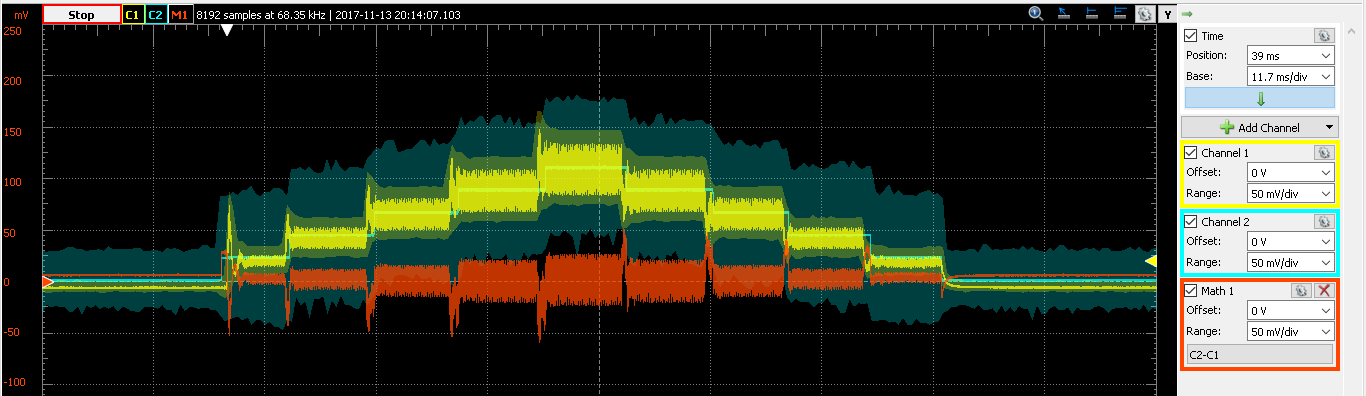 mV Stop C1 C2 M1 8192 samples at 68.35 kHz | 2017-11-13 20:14:07.103 Y
250
200
150
100
50
0
-50
-100
Time
Position: 39 ms
Base: 11.7 ms/div
Add Channel
Channel 1
Offset: 0 V
Range: 50 mV/div
Channel 2
Offset: 0 V
Range: 50 mV/div
Math 1
Offset: 0 V
Range: 50 mV/div
C2-C1